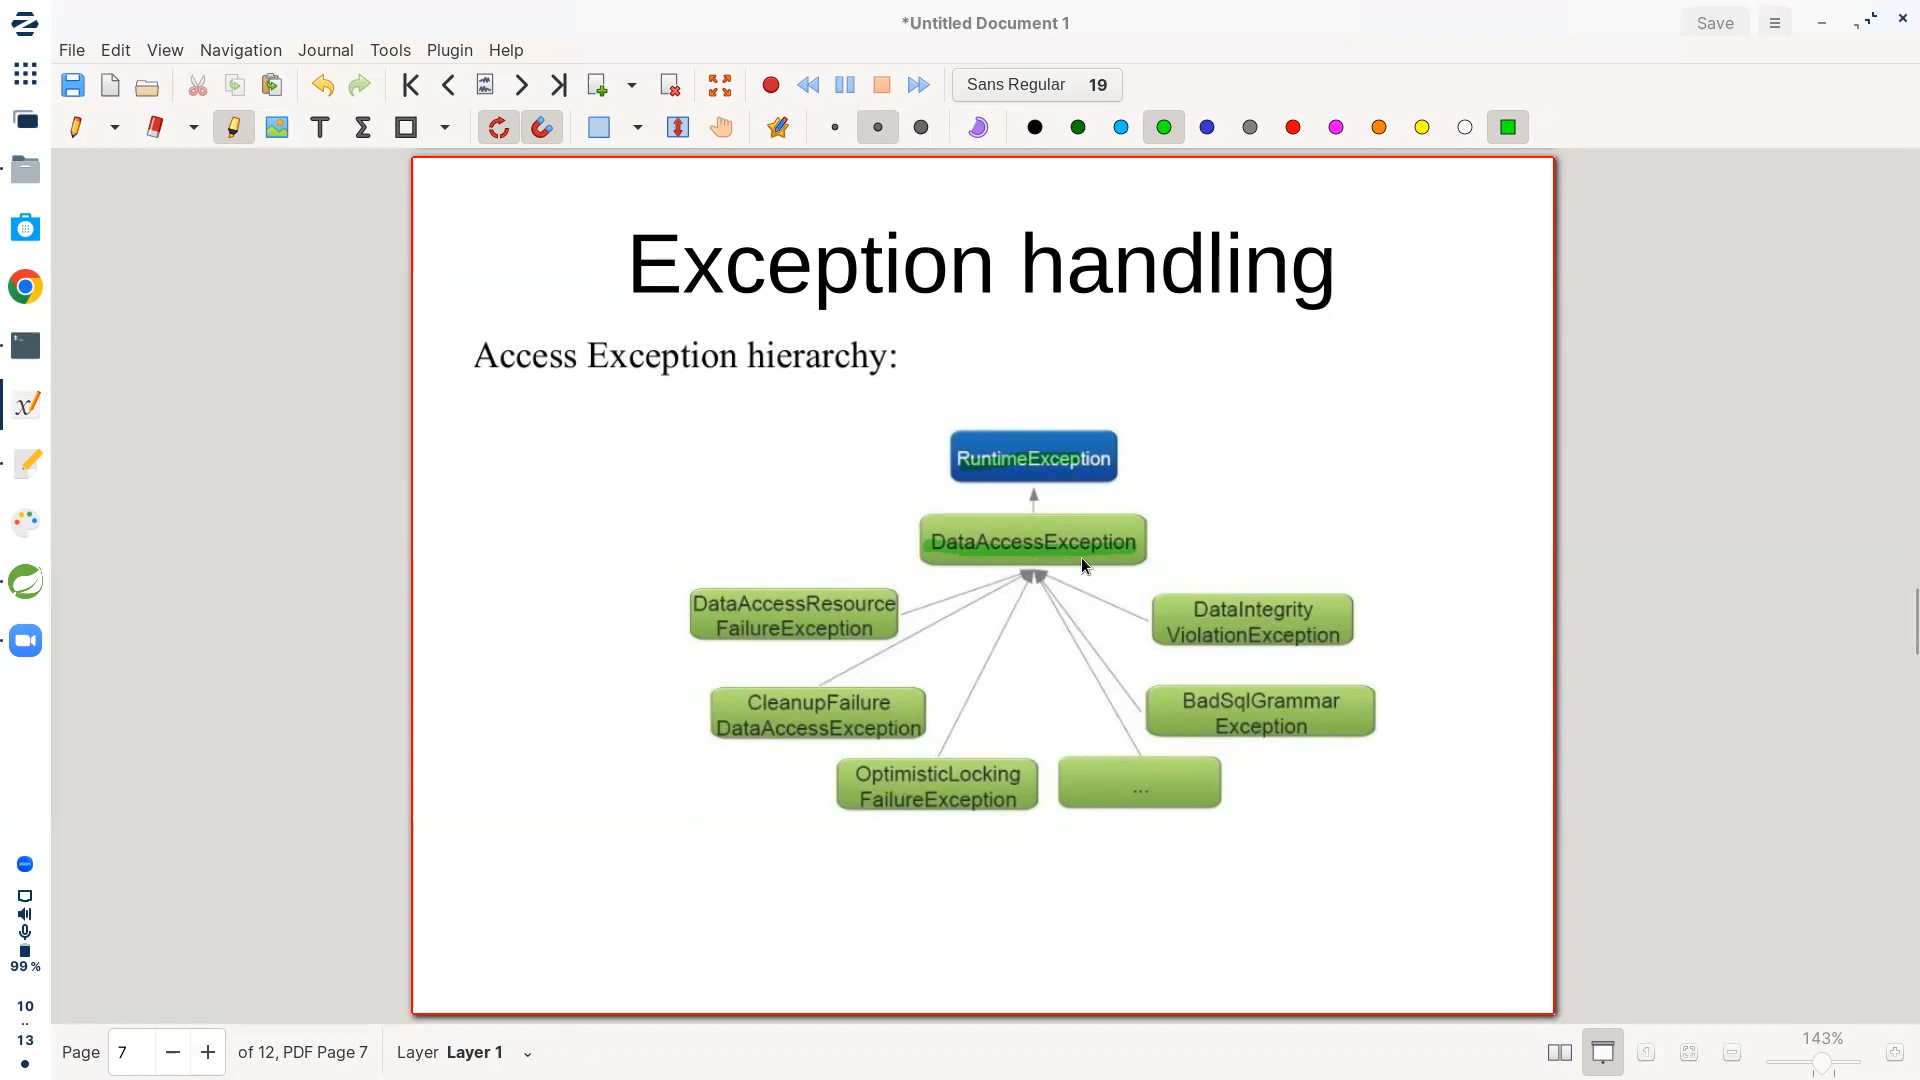 *Untitled Document 1
Save
File Edit View Navigation Journal Tools Plugin Help
Sans Regular 19
Exception handling
Access Exception hierarchy:
RuntimeException
DataAccessException
DataAccessResource
FailureException
DataIntegrity
ViolationException
CleanupFailure
DataAccessException
BadSqlGrammar
Exception
OptimisticLocking
FailureException
...
99 %
10
..
13
Page 7 of 12, PDF Page 7 Layer Layer 1
143%